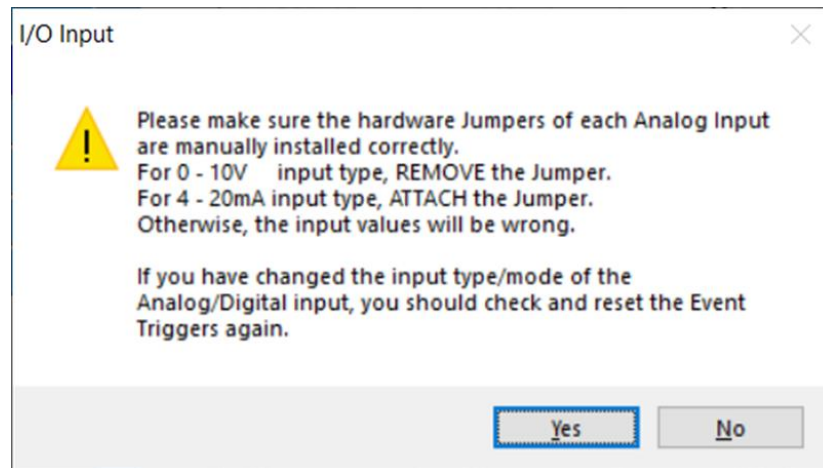 I/O Input
Please make sure the hardware Jumpers of each Analog Input
are manually installed correctly.
For 0 - 10V    input type, REMOVE the Jumper.
For 4 - 20mA input type, ATTACH the Jumper.
Otherwise, the input values will be wrong.
If you have changed the input type/mode of the
Analog/Digital input, you should check and reset the Event
Triggers again.
Yes
No